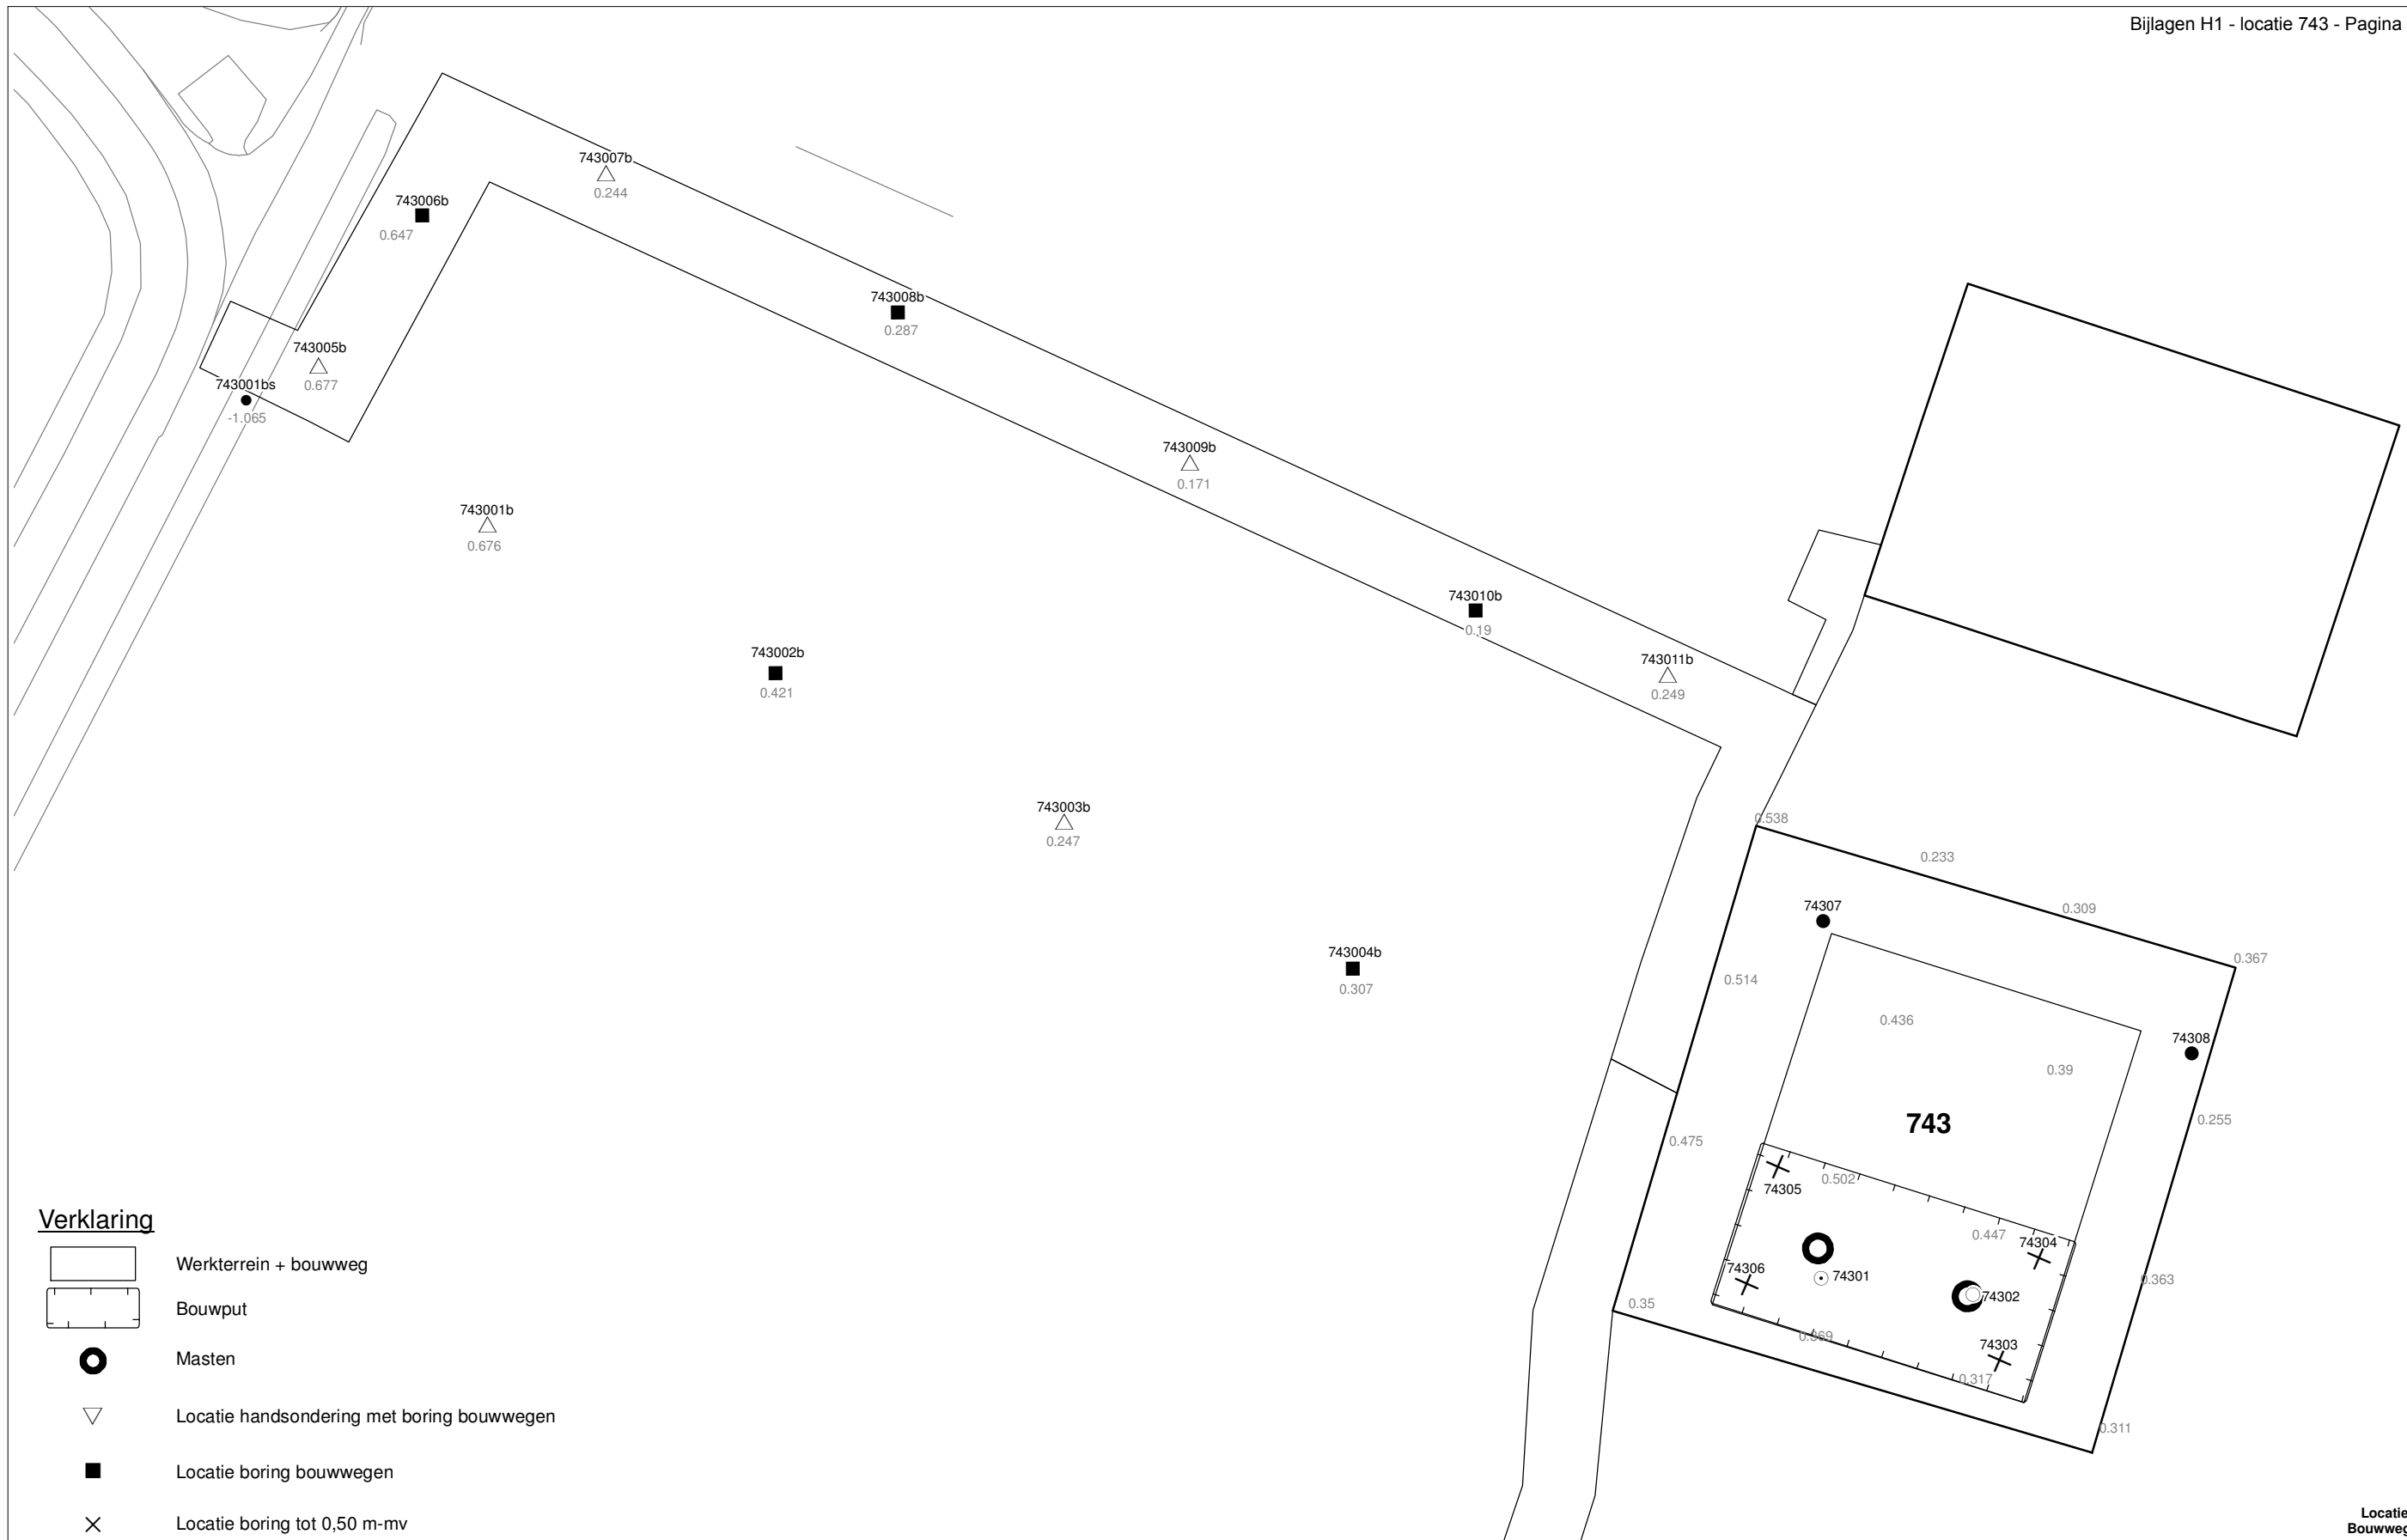 Bijlagen H1 - locatie 743 - Pagina
743007b
0.244
743006b
0.647
743008b
0.287
743005b
0.677
743001bs
-1.065
743009b
0.171
743001b
0.676
743010b
0.19
743002b
0.421
743011b
0.249
743003b
0.247
0.538
0.233
0.309
74307
0.367
743004b
0.307
0.514
0.436
74308
0.39
743
0.255
0.475
74305
0.502
0.447
74304
74306
74301
74302
0.363
0.35
0.369
74303
0.317
0.311
Verklaring
Werkterrein + bouwweg
Bouwput
Masten
Locatie handsondering met boring bouwwegen
Locatie boring bouwwegen
Locatie boring tot 0,50 m-mv
Locatie
Bouwweg